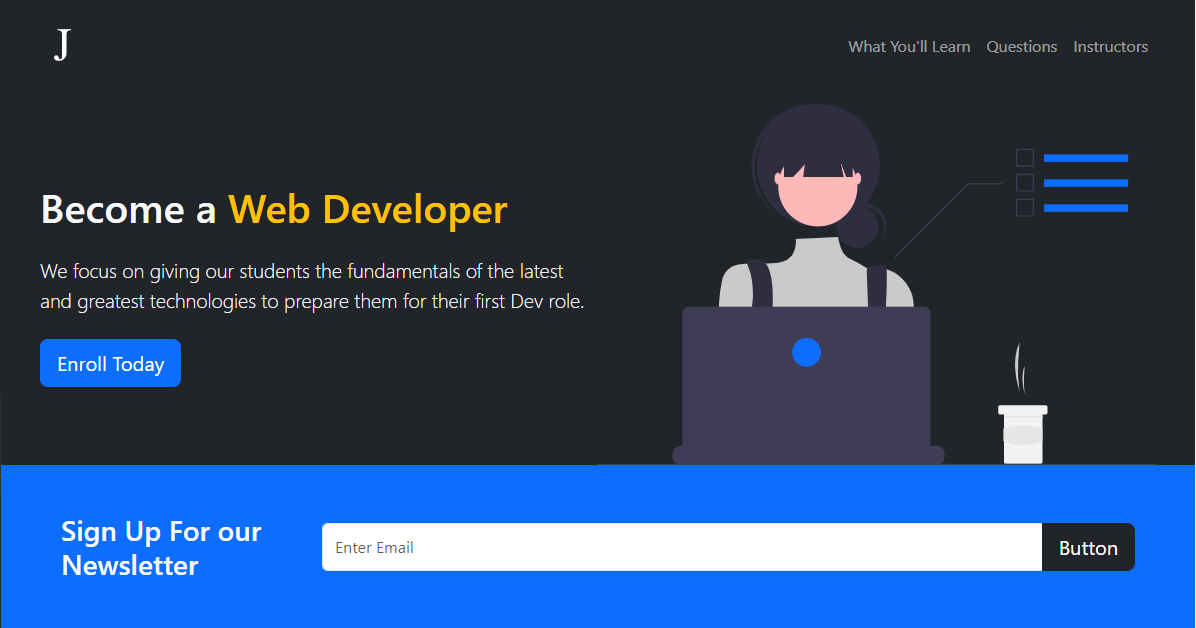 J
What You'll Learn Questions Instructors
Become a Web Developer
We focus on giving our students the fundamentals of the latest
and greatest technologies to prepare them for their first Dev role.
Enroll Today
Sign Up For our
Newsletter
Enter Email
Button